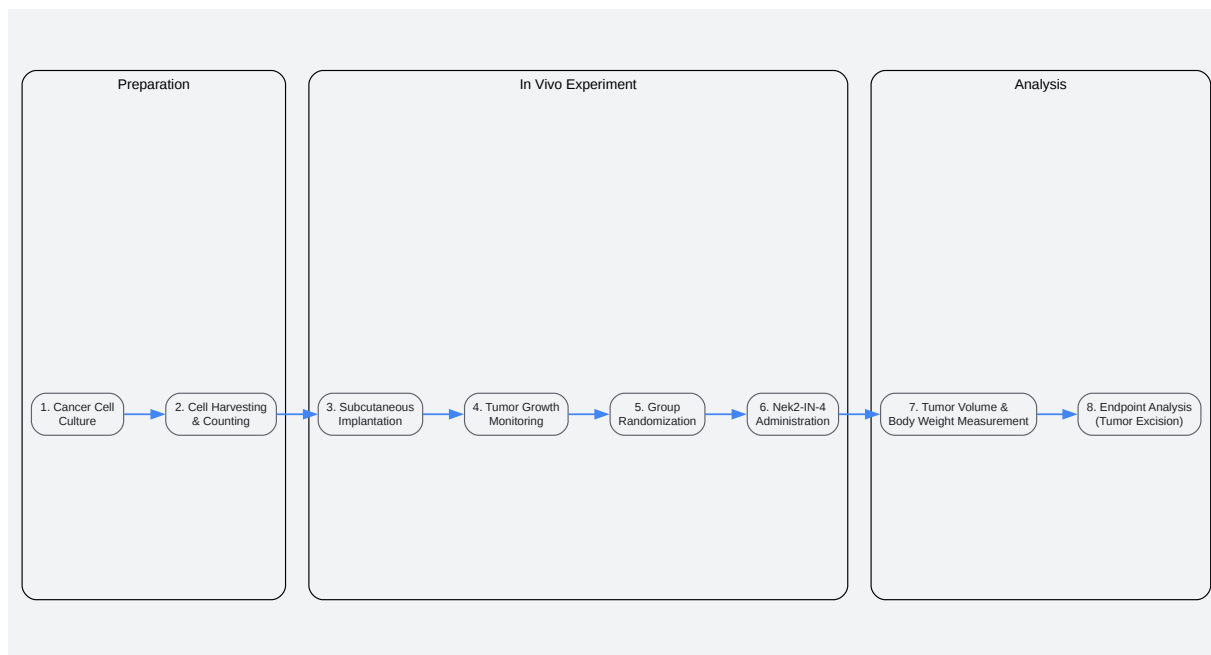 Preparation
In Vivo Experiment
Analysis
1. Cancer Cell
Culture
2. Cell Harvesting
& Counting
3. Subcutaneous
Implantation
4. Tumor Growth
Monitoring
5. Group
Randomization
6. Nek2-IN-4
Administration
7. Tumor Volume &
Body Weight Measurement
8. Endpoint Analysis
(Tumor Excision)